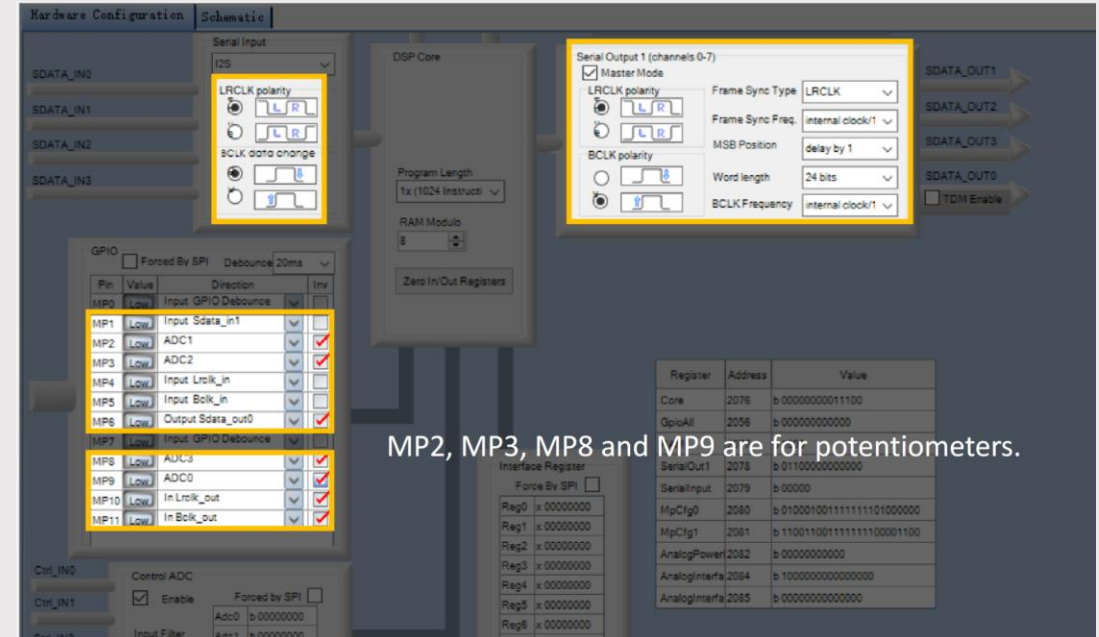 Hardware Configuration
Schematic
Serial Input
I2S
LRCLK polarity
L R
L R
BCLK data change
SDATA_IN0
SDATA_IN1
SDATA_IN2
SDATA_IN3
DSP Core
Program Length
1x (1024 Instructi
RAM Modulo
8
Zero In/Out Registers
Serial Output 1 (channels 0-7)
Master Mode
LRCLK polarity
L R
L R
BCLK polarity
Frame Sync Type LRCLK
Frame Sync Freq. internal clock/1
MSB Position delay by 1
Word length 24 bits
BCLK Frequency internal clock/1
SDATA_OUT1
SDATA_OUT2
SDATA_OUT3
SDATA_OUT0
TDM Enable
GPIO
Forced By SPI Debounce 20ms
Pin Value Direction Inv
MP0 Low Input GPIO Debounce
MP1 Low Input Sdata_in1
MP2 Low ADC1
MP3 Low ADC2
MP4 Low Input Lrclk_in
MP5 Low Input Bclk_in
MP6 Low Output Sdata_out0
MP7 Low Input GPIO Debounce
MP8 Low ADC3
MP9 Low ADC0
MP10 Low In Lrclk_out
MP11 Low In Bclk_out
MP2, MP3, MP8 and MP9 are for potentiometers.
Register Address Value
Core 2076 b 00000000011100
GpioAll 2056 b 000000000000
SerialOut1 2078 b 01100000000000
SerialInput 2079 b 00000
MpCfg0 2080
MpCfg1 2081
AnalogPower 2082 b 00000000000
AnalogInterfa 2084
AnalogInterfa 2085
Interface Register
Force By SPI
Reg0 x 00000000
Reg1 x 00000000
Reg2 x 00000000
Reg3 x 00000000
Reg4 x 00000000
Reg5 x 00000000
Reg6 x 00000000
Ctrl_IN0
Ctrl_IN1
Control ADC
Enable Forced by SPI
Adc0 b 00000000
Input Filter Adc1 b 00000000